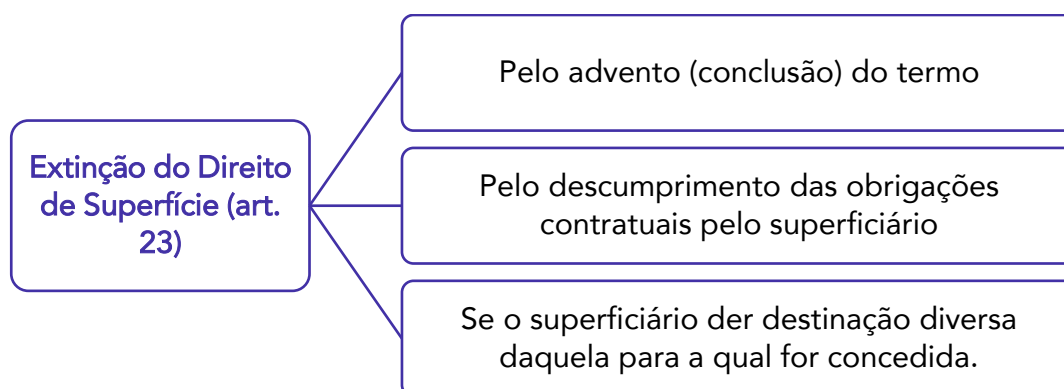 Extinção do Direito
de Superfície (art.
23)
Pelo advento (conclusão) do termo
Pelo descumprimento das obrigações
contratuais pelo superficiário
Se o superficiário der destinação diversa
daquela para a qual for concedida.